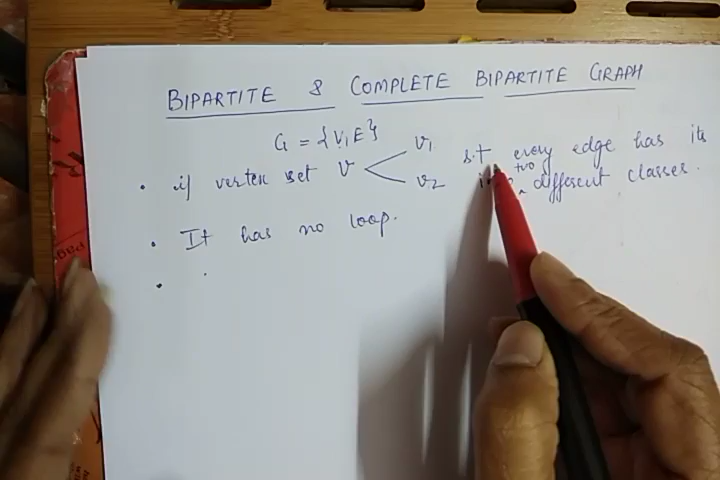 BIPARTITE & COMPLETE BIPARTITE GRAPH
G = {V, E}
• if vertex set V < V1 V2 s.t every edge has its
two different classes.
• It has no loop.
•